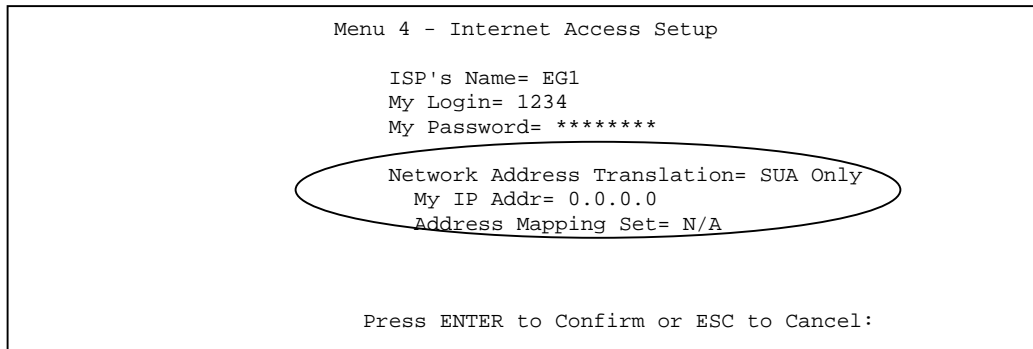 Menu 4 - Internet Access Setup
ISP's Name= EG1
My Login= 1234
My Password= ********
Network Address Translation= SUA Only
My IP Addr= 0.0.0.0
Address Mapping Set= N/A
Press ENTER to Confirm or ESC to Cancel: